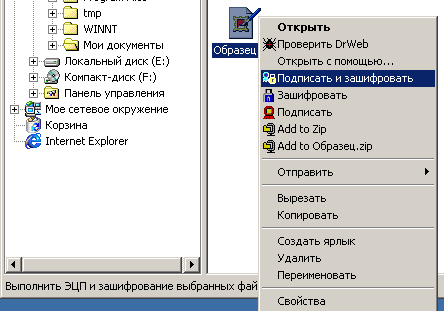 tmp
WINNT
Мои документы
Локальный диск (E:)
Компакт-диск (F:)
Панель управления
Мое сетевое окружение
Корзина
Internet Explorer
Образец
Открыть
Проверить DrWeb
Открыть с помощью...
Подписать и зашифровать
Зашифровать
Подписать
Add to Zip
Add to Образец.zip
Отправить
Вырезать
Копировать
Создать ярлык
Удалить
Переименовать
Свойства
Выполнить ЭЦП и зашифрование выбранных фай